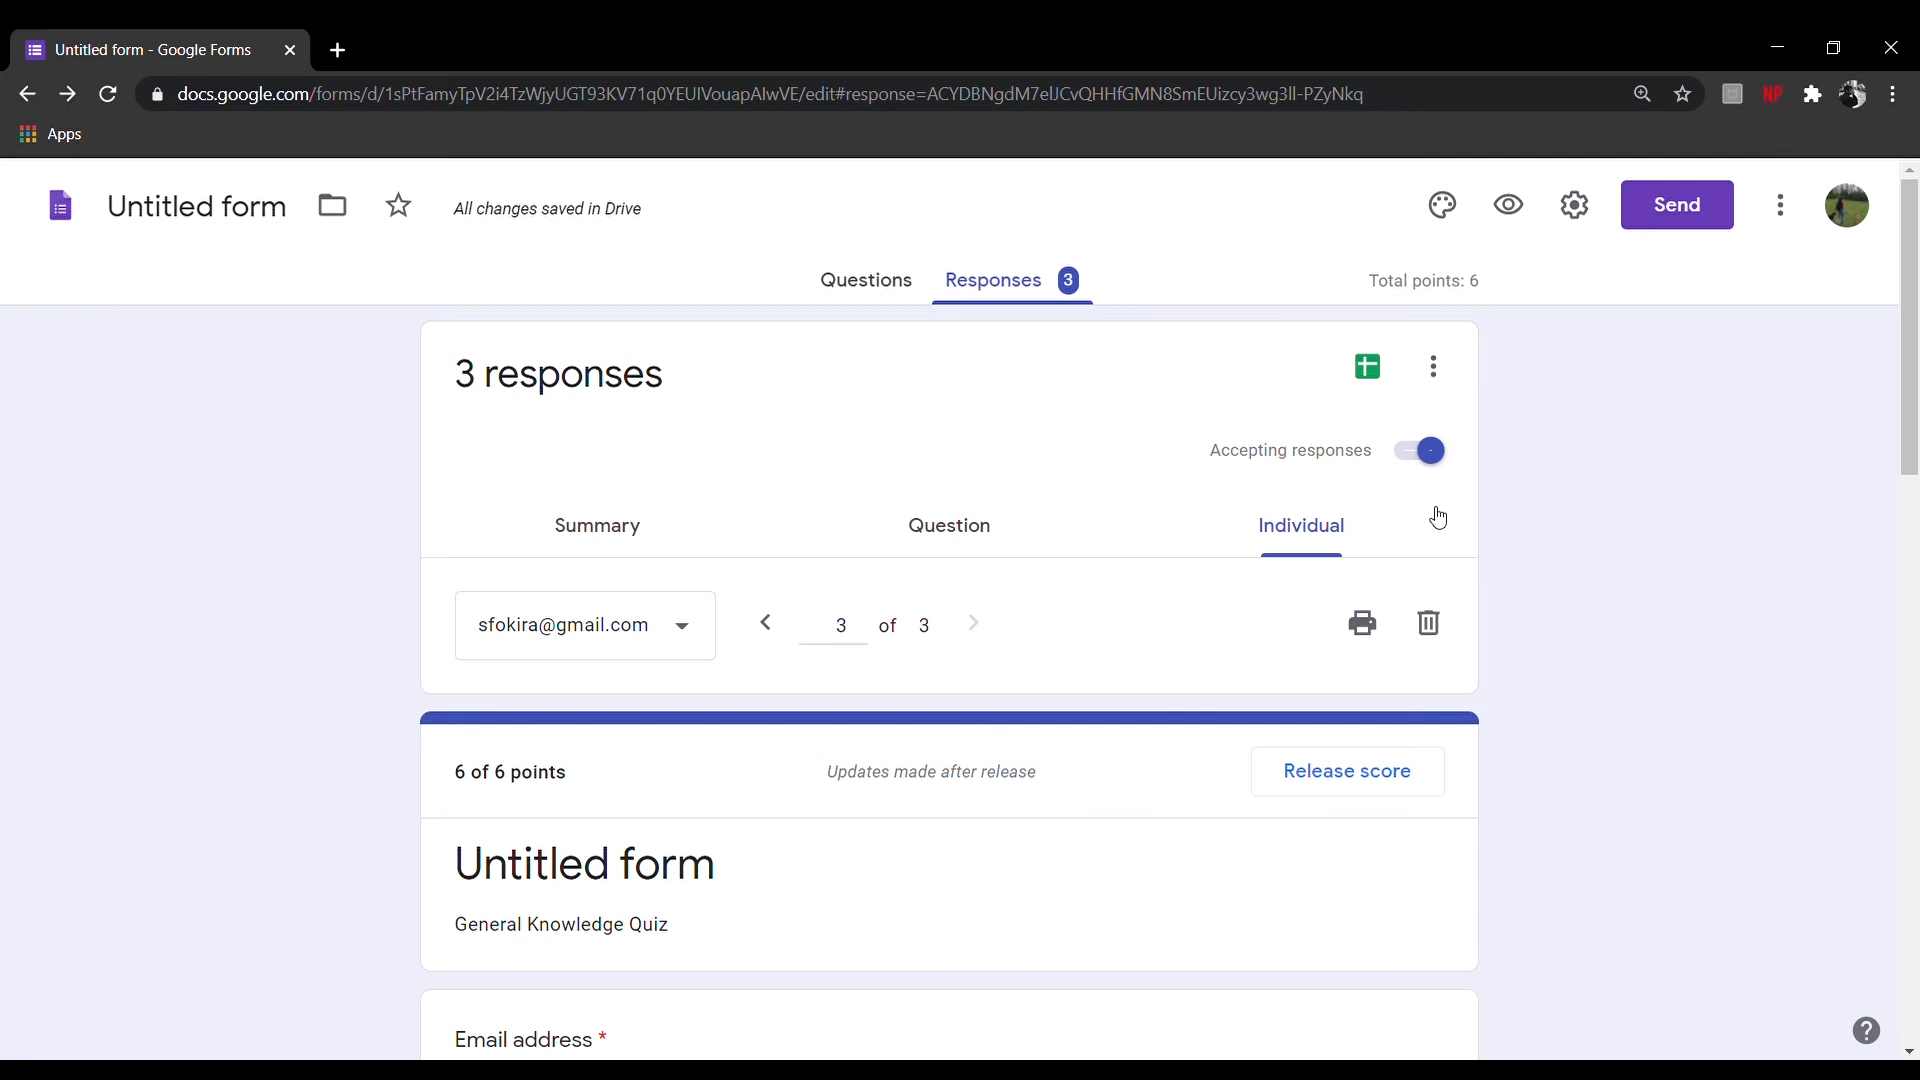 Untitled form - Google Forms
docs.google.com/forms/d/1sPtFamyTpV2i4TzWjyUGT93KV71q0YEUIVouapAlwVE/edit#response=ACYDBNgdM7elJCvQHHfGMN8SmEUizcy3wg3ll-PZyNkq
NP
Apps
Untitled form
All changes saved in Drive
Send
Questions
Responses 3
Total points: 6
3 responses
Accepting responses
Summary
Question
Individual
sfokira@gmail.com
3 of 3
6 of 6 points
Updates made after release
Release score
Untitled form
General Knowledge Quiz
Email address *